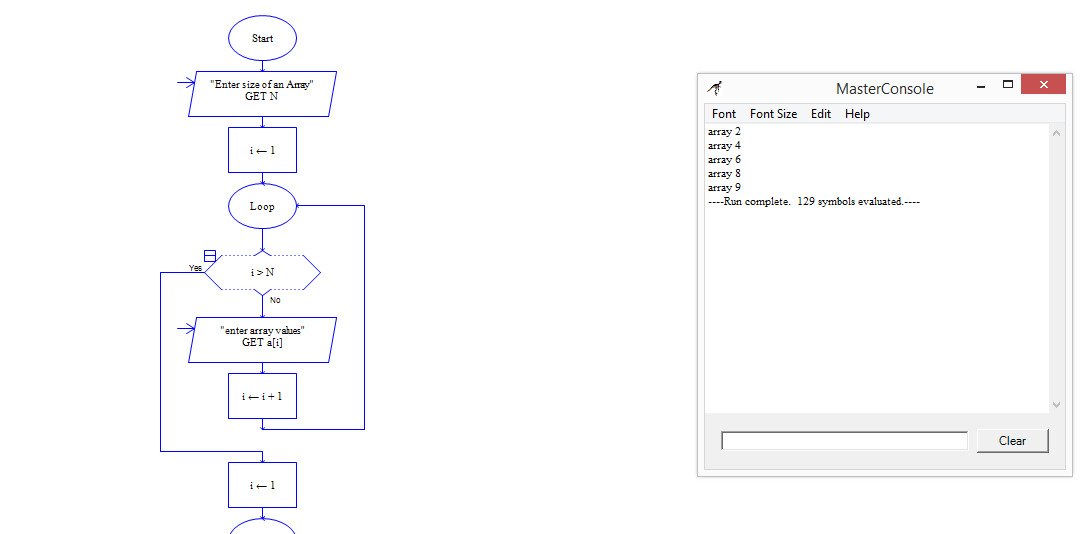 Start
"Enter size of an Array"
GET N
i ← 1
Loop
Yes
i > N
No
"enter array values"
GET a[i]
i ← i + 1
i ← 1
MasterConsole
Font Font Size Edit Help
array 2
array 4
array 6
array 8
array 9
----Run complete.  129 symbols evaluated.----
Clear